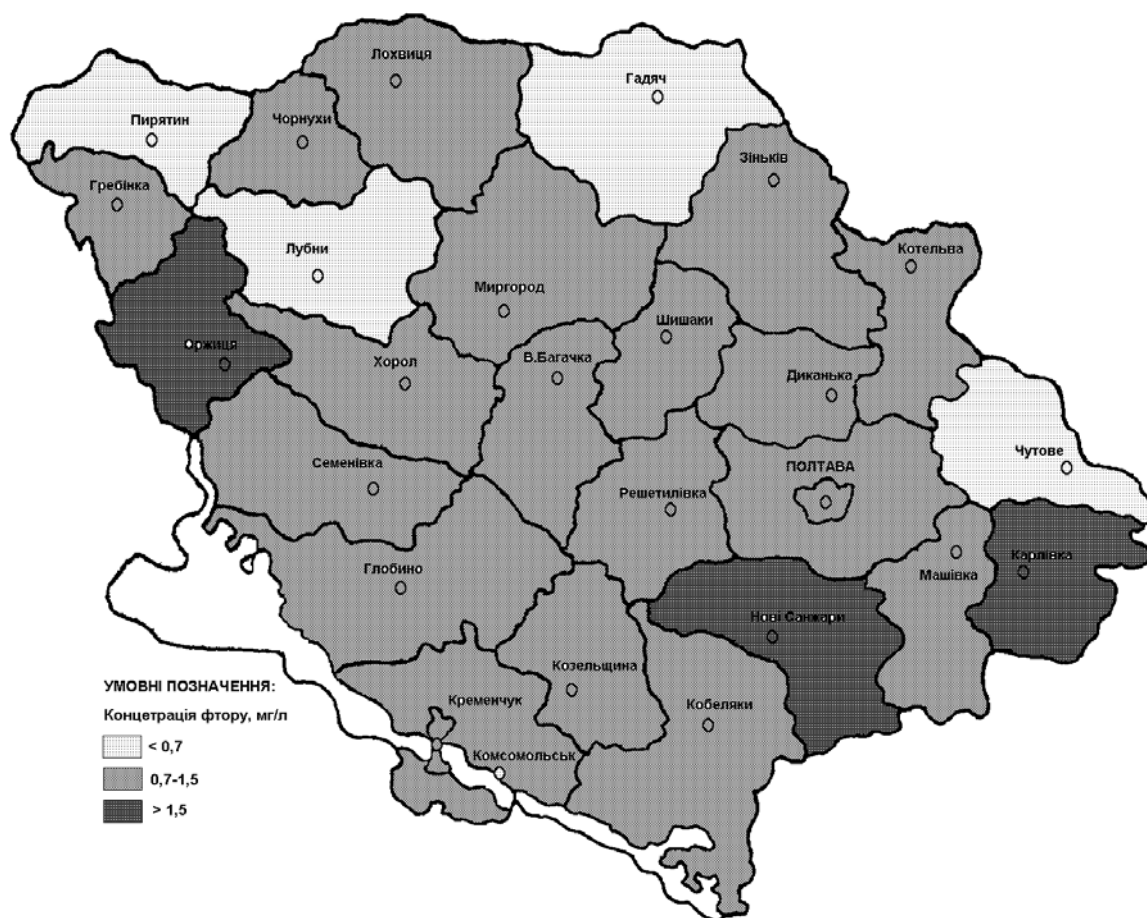 Лохвиця
Гадяч
Пирятин
Чорнухи
Зіньків
Гребінка
Котельва
Лубни
Миргород
Шишаки
Оржиця
Хорол
В.Багачка
Диканька
Чутове
Семенівка
ПОЛТАВА
Решетилівка
Карлівка
Глобино
Машівка
Нові Санжари
Козельщина
УМОВНІ ПОЗНАЧЕННЯ:
Кременчук
Кобеляки
Концетрація фтору, мг/л
< 0,7
Комсомольськ
0,7-1,5
> 1,5